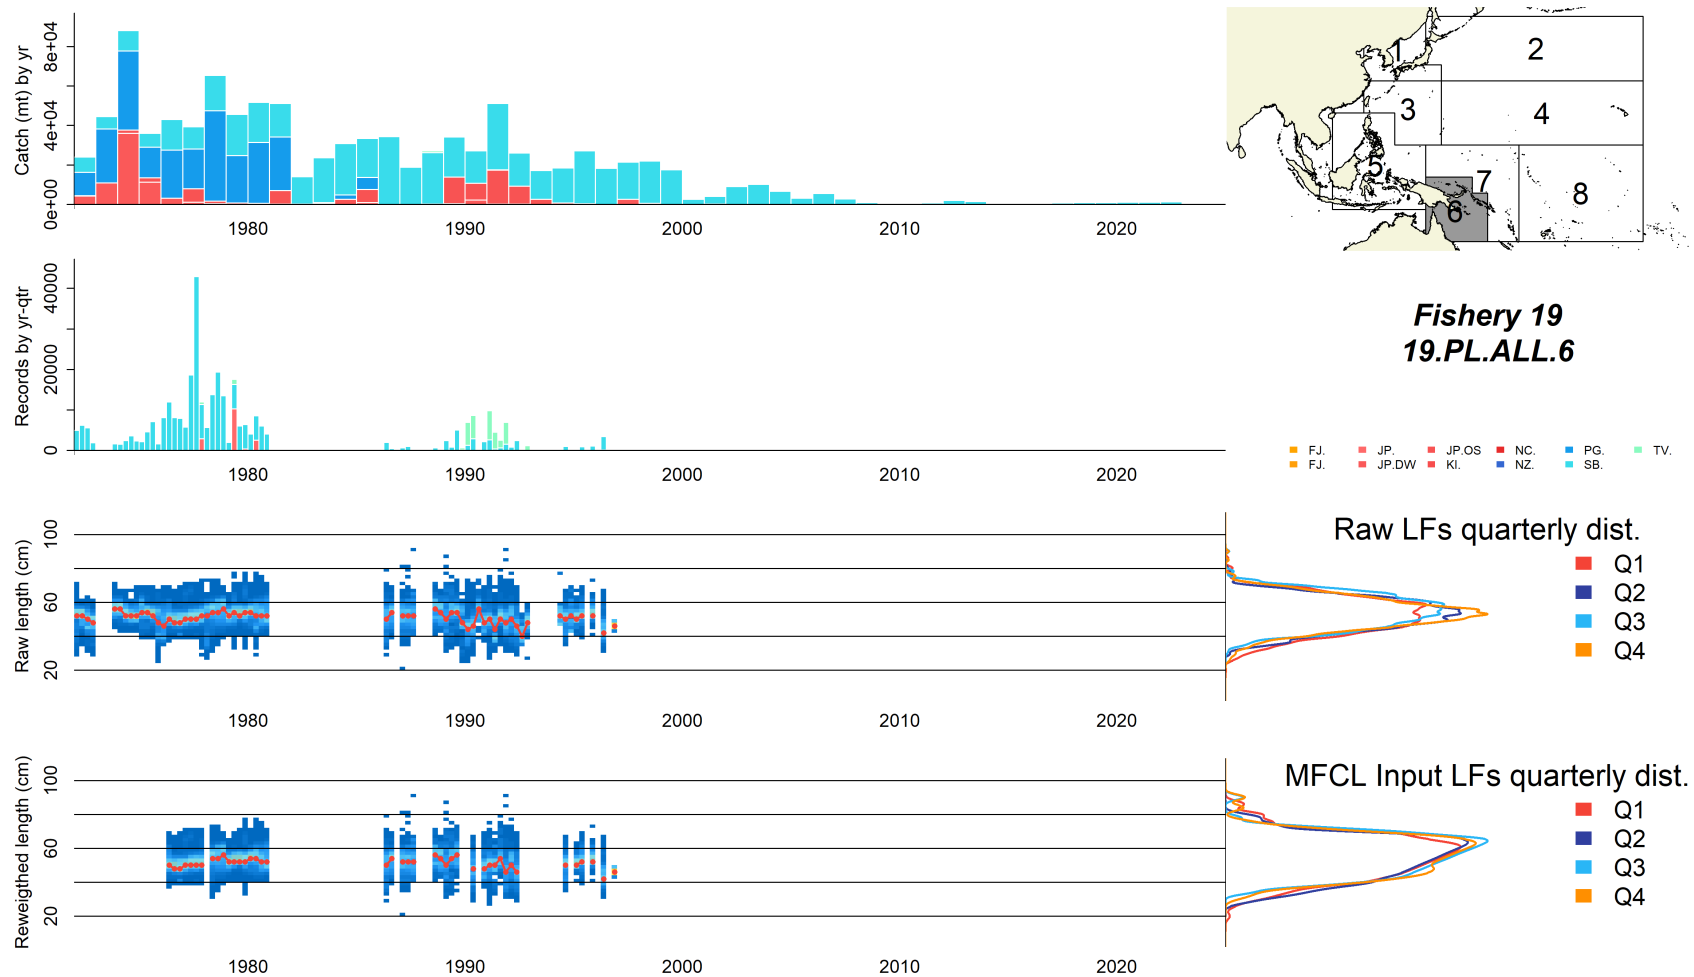 Catch (mt) by yr
0e+00
4e+04
8e+04
1980
1990
2000
2010
2020
1
2
3
4
5
6
7
8
Records by yr-qtr
0
20000
40000
1980
1990
2000
2010
2020
Fishery 19
19.PL.ALL.6
FJ. JP. JP.OS NC. PG. TV.
FJ. JP.DW KI. NZ. SB.
Raw length (cm)
20
60
100
1980
1990
2000
2010
2020
Raw LFs quarterly dist.
Q1
Q2
Q3
Q4
Reweigthed length (cm)
20
60
100
1980
1990
2000
2010
2020
MFCL Input LFs quarterly dist.
Q1
Q2
Q3
Q4